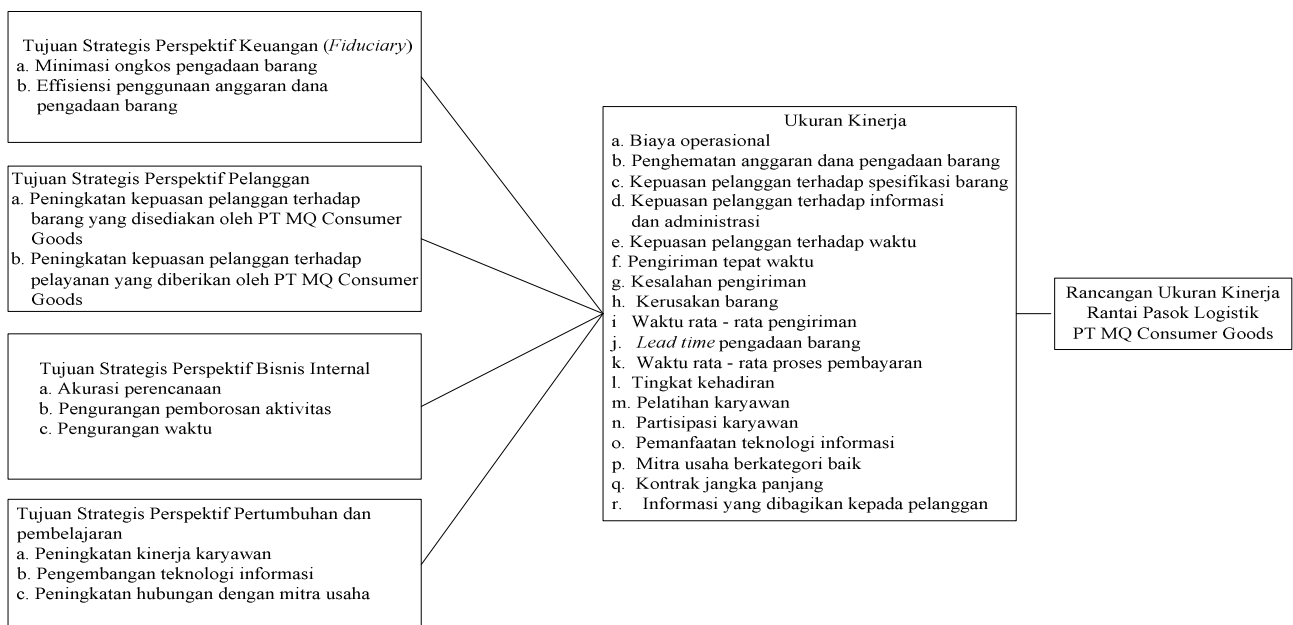 Tujuan Strategis Perspektif Keuangan (Fiduciary)
a. Minimasi ongkos pengadaan barang
b. Effisiensi penggunaan anggaran dana
pengadaan barang
Tujuan Strategis Perspektif Pelanggan
a. Peningkatan kepuasan pelanggan terhadap
barang yang disediakan oleh PT MQ Consumer
Goods
b. Peningkatan kepuasan pelanggan terhadap
pelayanan yang diberikan oleh PT MQ Consumer
Goods
Tujuan Strategis Perspektif Bisnis Internal
a. Akurasi perencanaan
b. Pengurangan pemborosan aktivitas
c. Pengurangan waktu
Tujuan Strategis Perspektif Pertumbuhan dan
pembelajaran
a. Peningkatan kinerja karyawan
b. Pengembangan teknologi informasi
c. Peningkatan hubungan dengan mitra usaha
Ukuran Kinerja
a. Biaya operasional
b. Penghematan anggaran dana pengadaan barang
c. Kepuasan pelanggan terhadap spesifikasi barang
d. Kepuasan pelanggan terhadap informasi
dan administrasi
e. Kepuasan pelanggan terhadap waktu
f. Pengiriman tepat waktu
g. Kesalahan pengiriman
h. Kerusakan barang
i Waktu rata - rata pengiriman
j. Lead time pengadaan barang
k. Waktu rata - rata proses pembayaran
l. Tingkat kehadiran
m. Pelatihan karyawan
n. Partisipasi karyawan
o. Pemanfaatan teknologi informasi
p. Mitra usaha berkategori baik
q. Kontrak jangka panjang
r. Informasi yang dibagikan kepada pelanggan
Rancangan Ukuran Kinerja
Rantai Pasok Logistik
PT MQ Consumer Goods